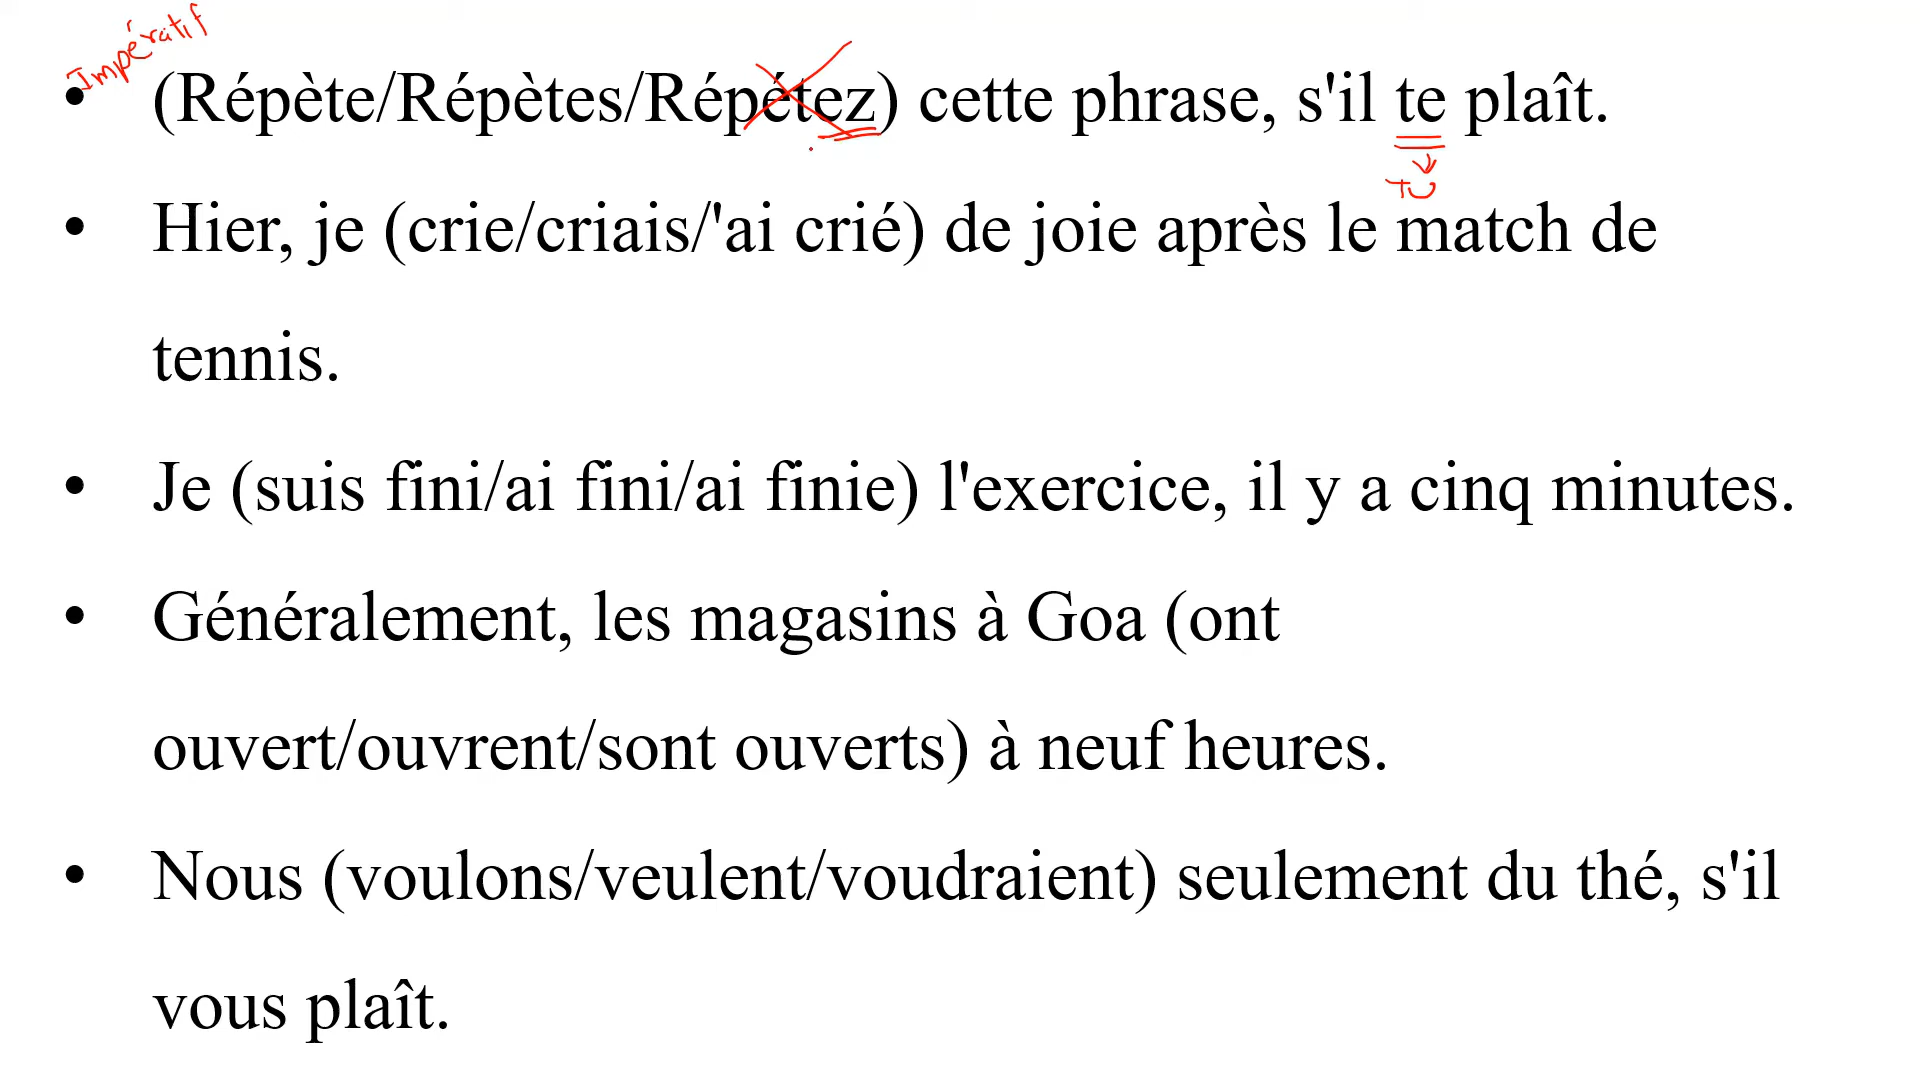 Impératif
• (Répète/Répètes/Répétez) cette phrase, s'il te plaît.
tu
• Hier, je (crie/criais/'ai crié) de joie après le match de
tennis.
• Je (suis fini/ai fini/ai finie) l'exercice, il y a cinq minutes.
• Généralement, les magasins à Goa (ont
ouvert/ouvrent/sont ouverts) à neuf heures.
• Nous (voulons/veulent/voudraient) seulement du thé, s'il
vous plaît.